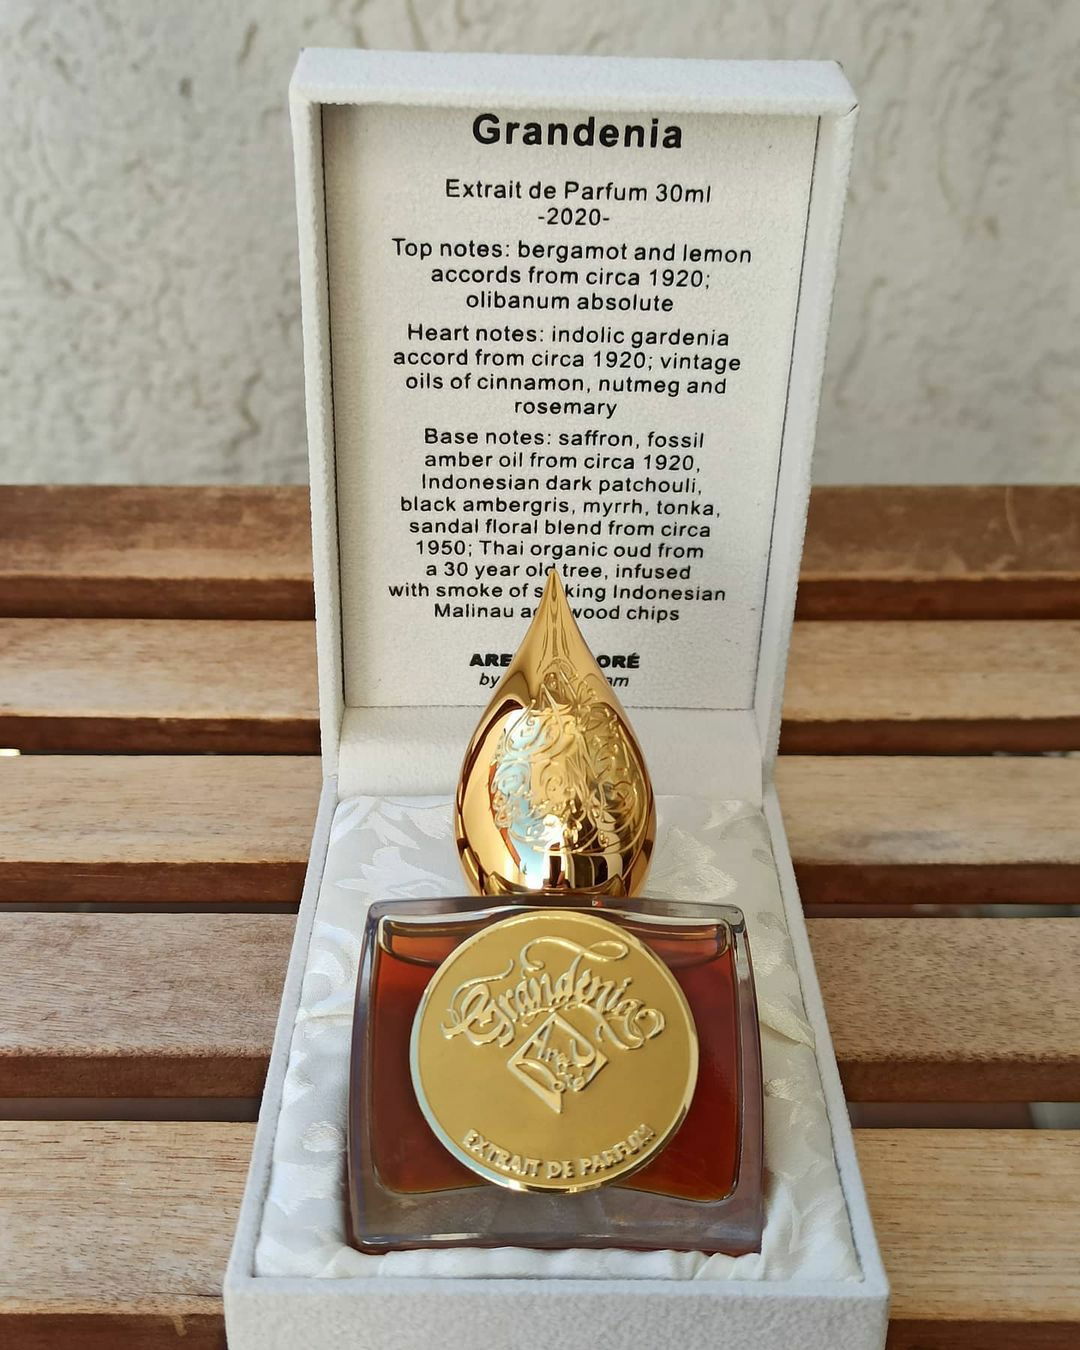 Grandenia
Extrait de Parfum 30ml
-2020-
Top notes: bergamot and lemon
accords from circa 1920;
olibanum absolute
Heart notes: indolic gardenia
accord from circa 1920; vintage
oils of cinnamon, nutmeg and
rosemary
Base notes: saffron, fossil
amber oil from circa 1920,
Indonesian dark patchouli,
black ambergris, myrrh, tonka,
sandal floral blend from circa
1950; Thai organic oud from
a 30 year old tree, infused
with smoke of Indonesian
Malinau wood chips
by
Grandenia
EXTRAIT DE PARFUM